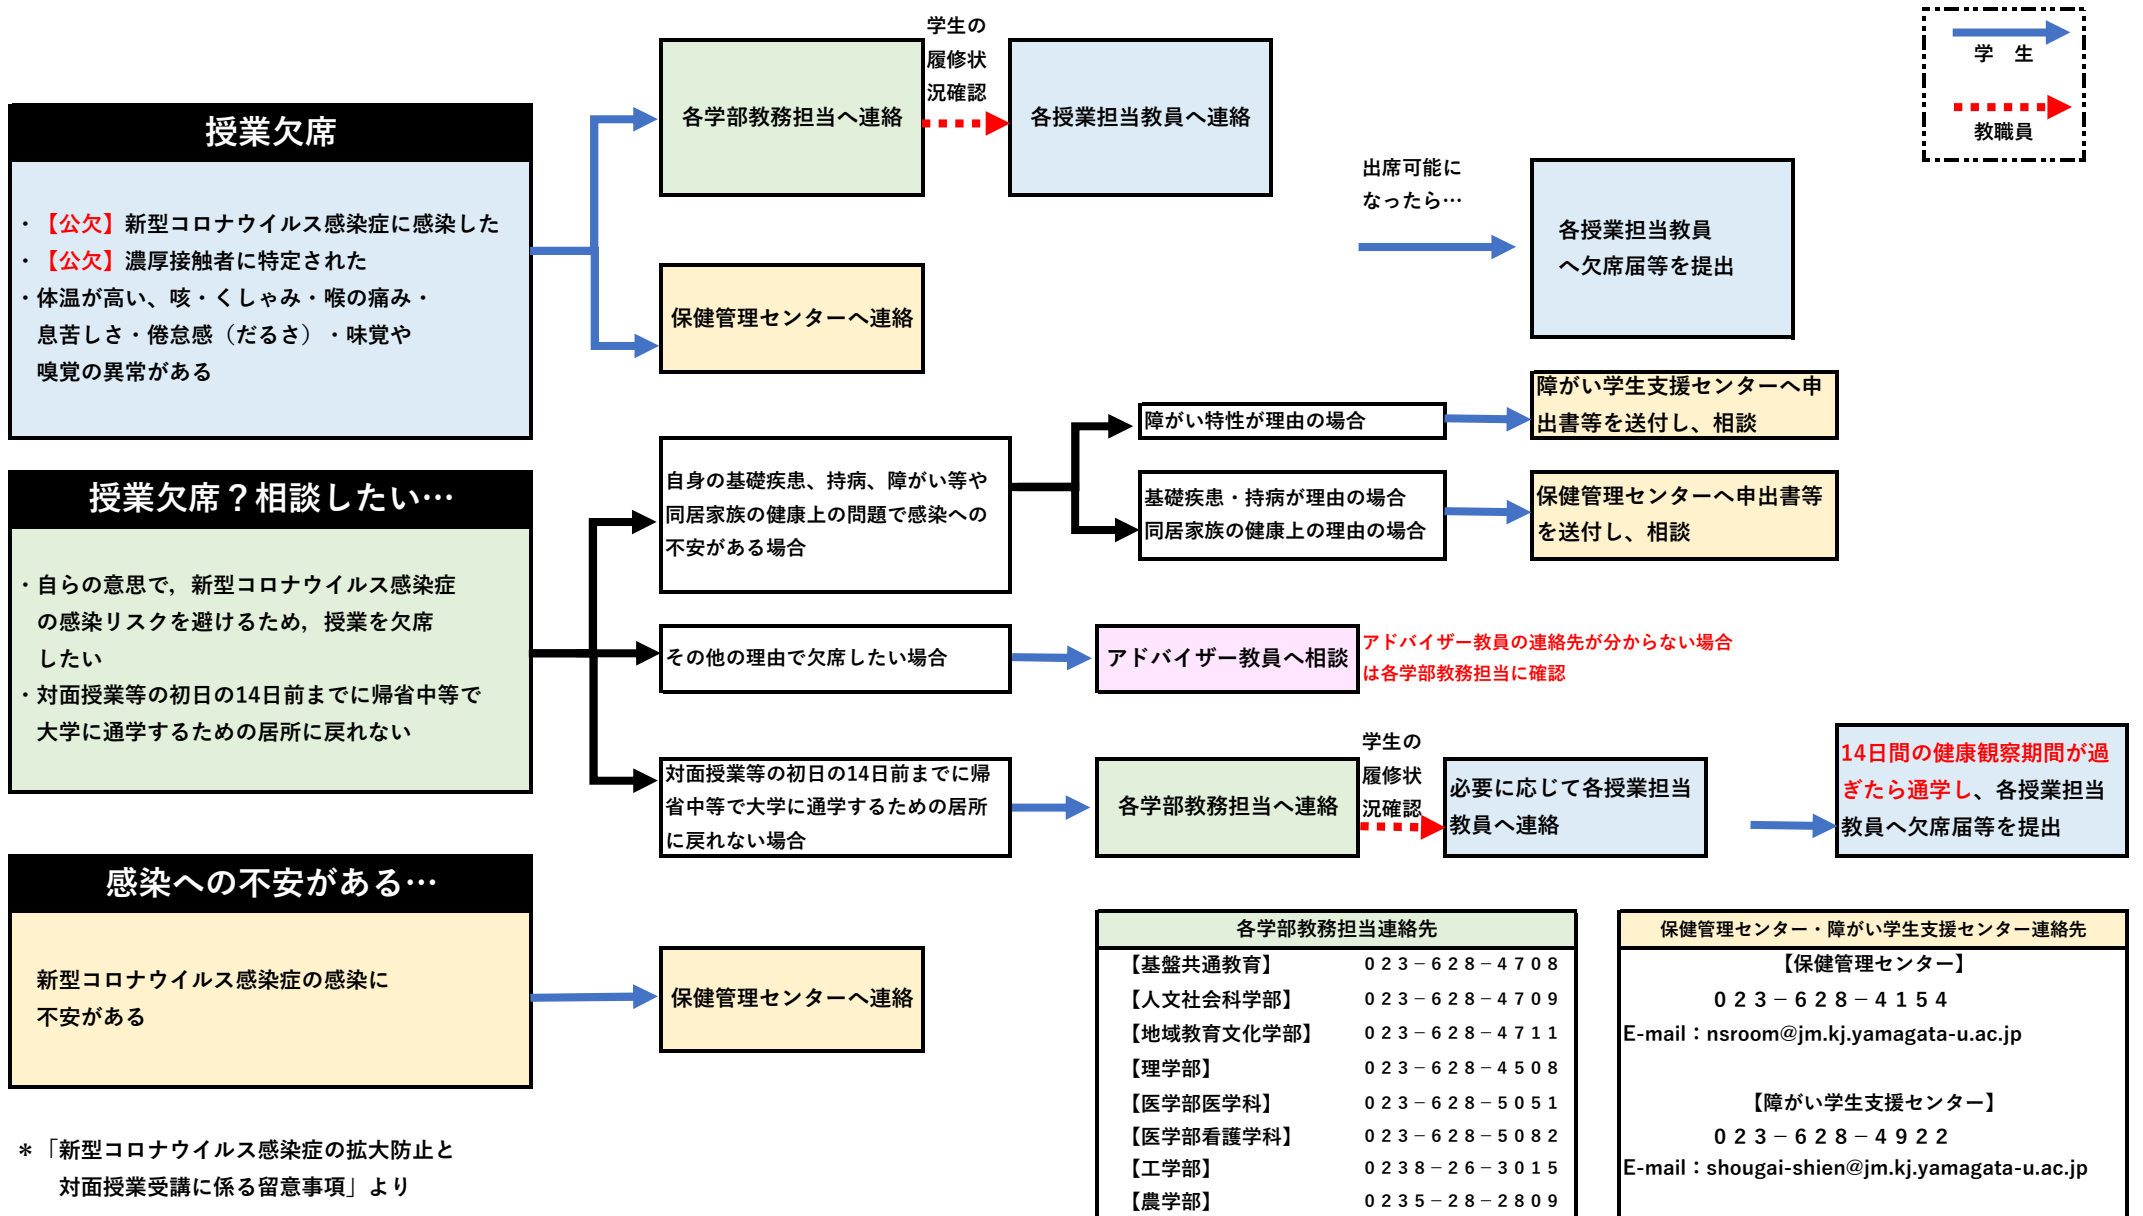 学　生
教職員
授業欠席
・【公欠】新型コロナウイルス感染症に感染した
・【公欠】濃厚接触者に特定された
・体温が高い、咳・くしゃみ・喉の痛み・
息苦しさ・倦怠感（だるさ）・味覚や
嗅覚の異常がある
各学部教務担当へ連絡
学生の
履修状
況確認
各授業担当教員へ連絡
保健管理センターへ連絡
出席可能に
なったら…
各授業担当教員
へ欠席届等を提出
授業欠席？相談したい…
・自らの意思で，新型コロナウイルス感染症
の感染リスクを避けるため，授業を欠席
したい
・対面授業等の初日の14日前までに帰省中等で
大学に通学するための居所に戻れない
自身の基礎疾患、持病、障がい等や
同居家族の健康上の問題で感染への
不安がある場合
障がい特性が理由の場合
障がい学生支援センターへ申
出書等を送付し、相談
基礎疾患・持病が理由の場合
同居家族の健康上の理由の場合
保健管理センターへ申出書等
を送付し、相談
その他の理由で欠席したい場合
アドバイザー教員へ相談
アドバイザー教員の連絡先が分からない場合
は各学部教務担当に確認
対面授業等の初日の14日前までに帰
省中等で大学に通学するための居所
に戻れない場合
各学部教務担当へ連絡
学生の
履修状
況確認
必要に応じて各授業担当
教員へ連絡
14日間の健康観察期間が過
ぎたら通学し、各授業担当
教員へ欠席届等を提出
感染への不安がある…
新型コロナウイルス感染症の感染に
不安がある
保健管理センターへ連絡
＊「新型コロナウイルス感染症の拡大防止と
対面授業受講に係る留意事項」より
各学部教務担当連絡先
【基盤共通教育】　０２３－６２８－４７０８
【人文社会科学部】　０２３－６２８－４７０９
【地域教育文化学部】　０２３－６２８－４７１１
【理学部】　０２３－６２８－４５０８
【医学部医学科】　０２３－６２８－５０５１
【医学部看護学科】　０２３－６２８－５０８２
【工学部】　０２３８－２６－３０１５
【農学部】　０２３５－２８－２８０９
保健管理センター・障がい学生支援センター連絡先
【保健管理センター】
０２３－６２８－４１５４
E-mail：nsroom@jm.kj.yamagata-u.ac.jp
【障がい学生支援センター】
０２３－６２８－４９２２
E-mail：shougai-shien@jm.kj.yamagata-u.ac.jp